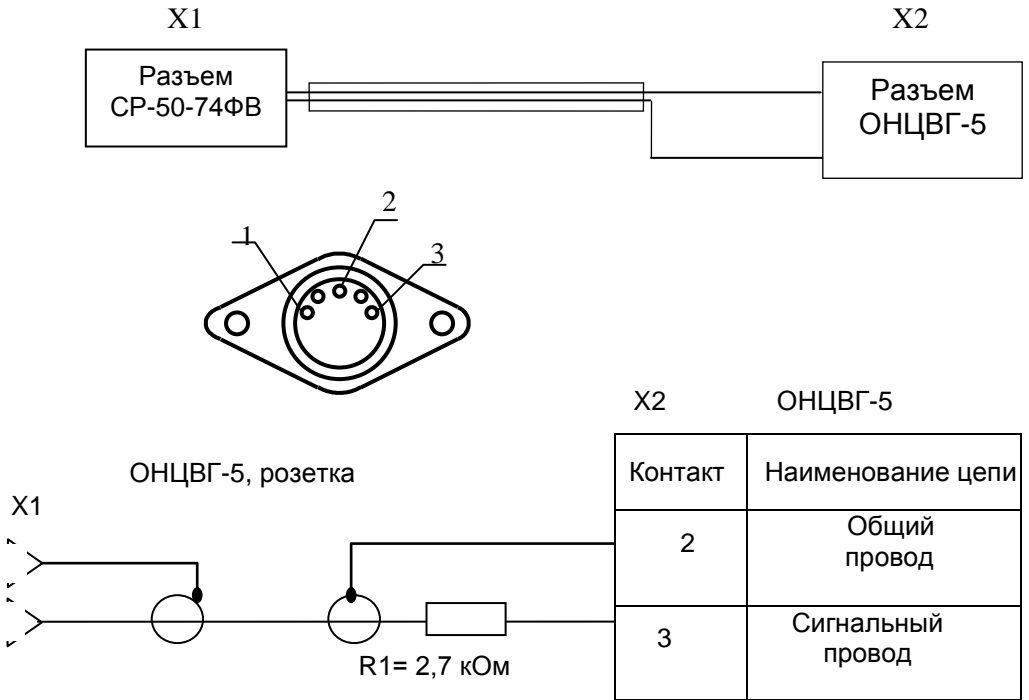 X1
X2
Разъем
СР-50-74ФВ
Разъем
ОНЦВГ-5
2
1
3
X2
ОНЦВГ-5
ОНЦВГ-5, розетка
X1
Контакт
Наименование цепи
2
Общий
провод
3
Сигнальный
провод
R1= 2,7 кОм